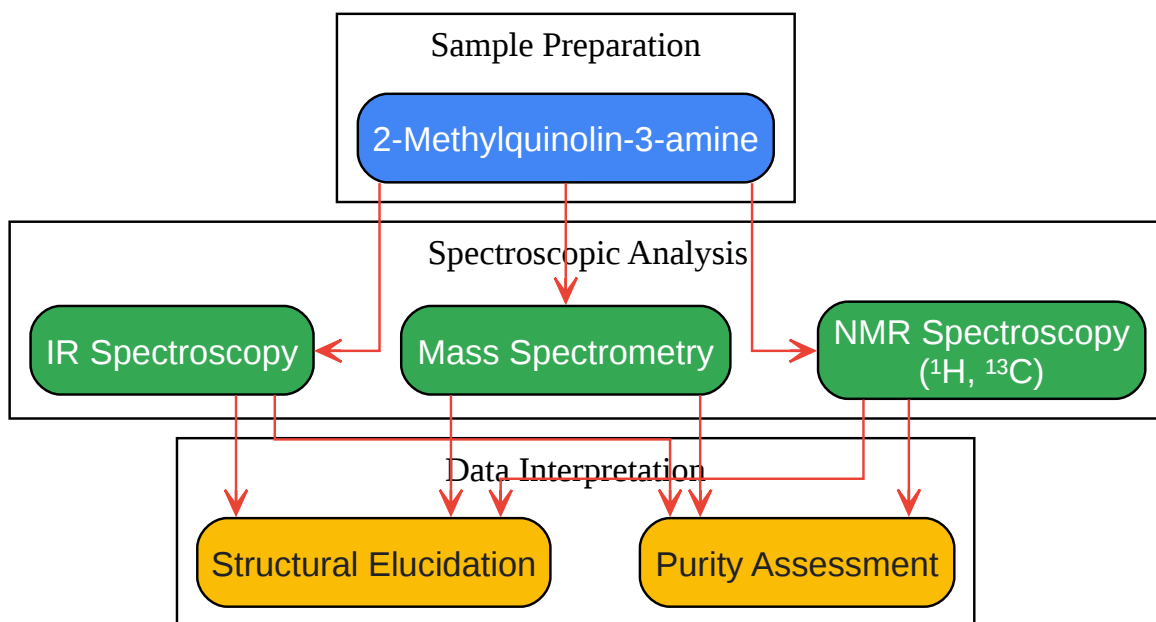 Sample Preparation
2-Methylquinolin-3-amine
Spectroscopic Analysis
IR Spectroscopy
Mass Spectrometry
NMR Spectroscopy
(¹H, ¹³C)
Data Interpretation
Structural Elucidation
Purity Assessment